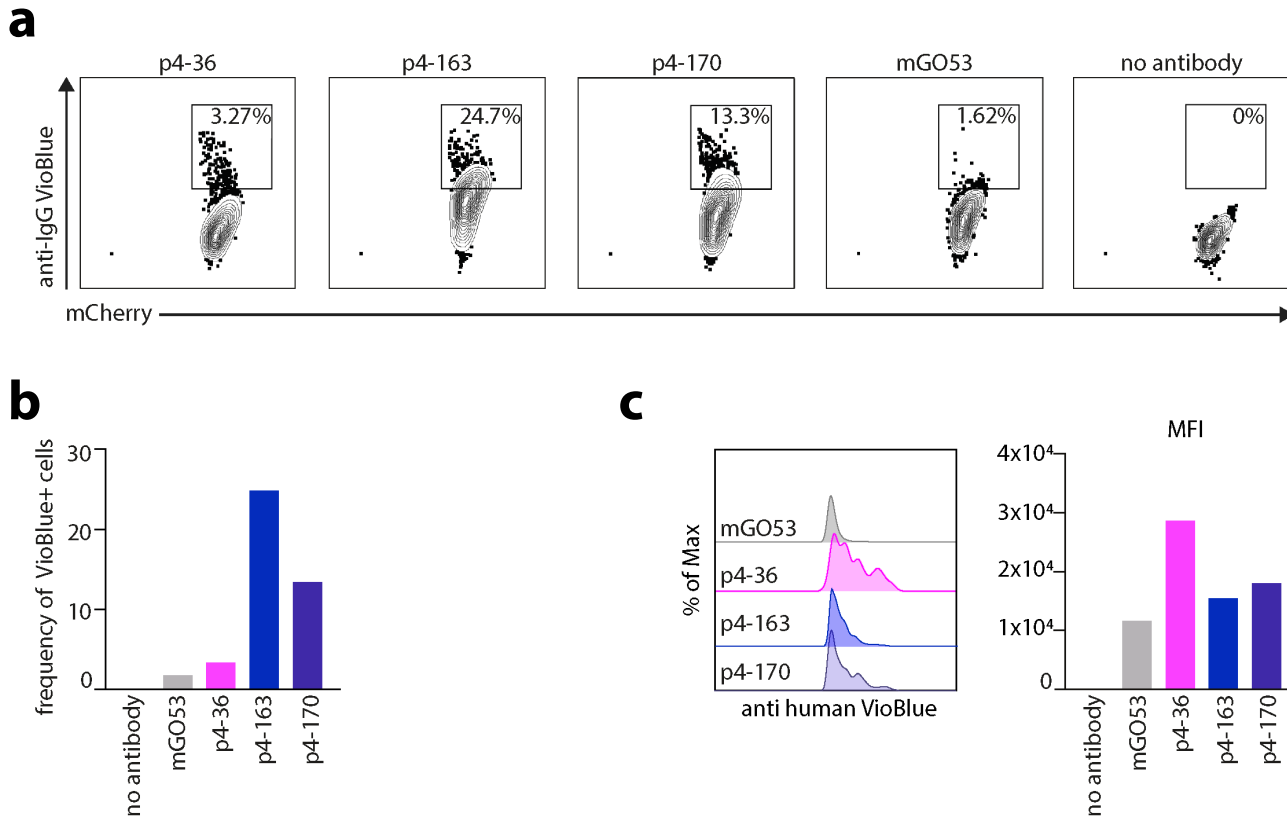 a
p4-36
p4-163
p4-170
mGO53
no antibody
3.27%
24.7%
13.3%
1.62%
0%
anti-IgG VioBlue
mCherry
b
frequency of VioBlue+ cells
30
20
10
0
no antibody
mGO53
p4-36
p4-163
p4-170
c
% of Max
mGO53
p4-36
p4-163
p4-170
anti human VioBlue
MFI
4x10⁴
3x10⁴
2x10⁴
1x10⁴
0
no antibody
mGO53
p4-36
p4-163
p4-170